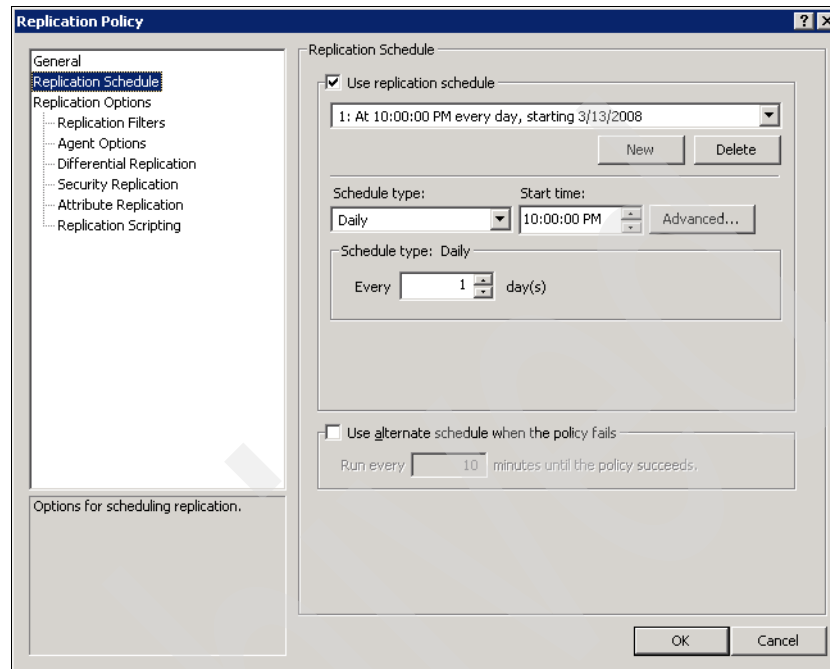 Replication Policy
General
Replication Schedule
Replication Options
Replication Filters
Agent Options
Differential Replication
Security Replication
Attribute Replication
Replication Scripting
Options for scheduling replication.
Replication Schedule
Use replication schedule
1: At 10:00:00 PM every day, starting 3/13/2008
New Delete
Schedule type: Start time:
Daily 10:00:00 PM Advanced...
Schedule type: Daily
Every 1 day(s)
Use alternate schedule when the policy fails
Run every 10 minutes until the policy succeeds.
OK Cancel